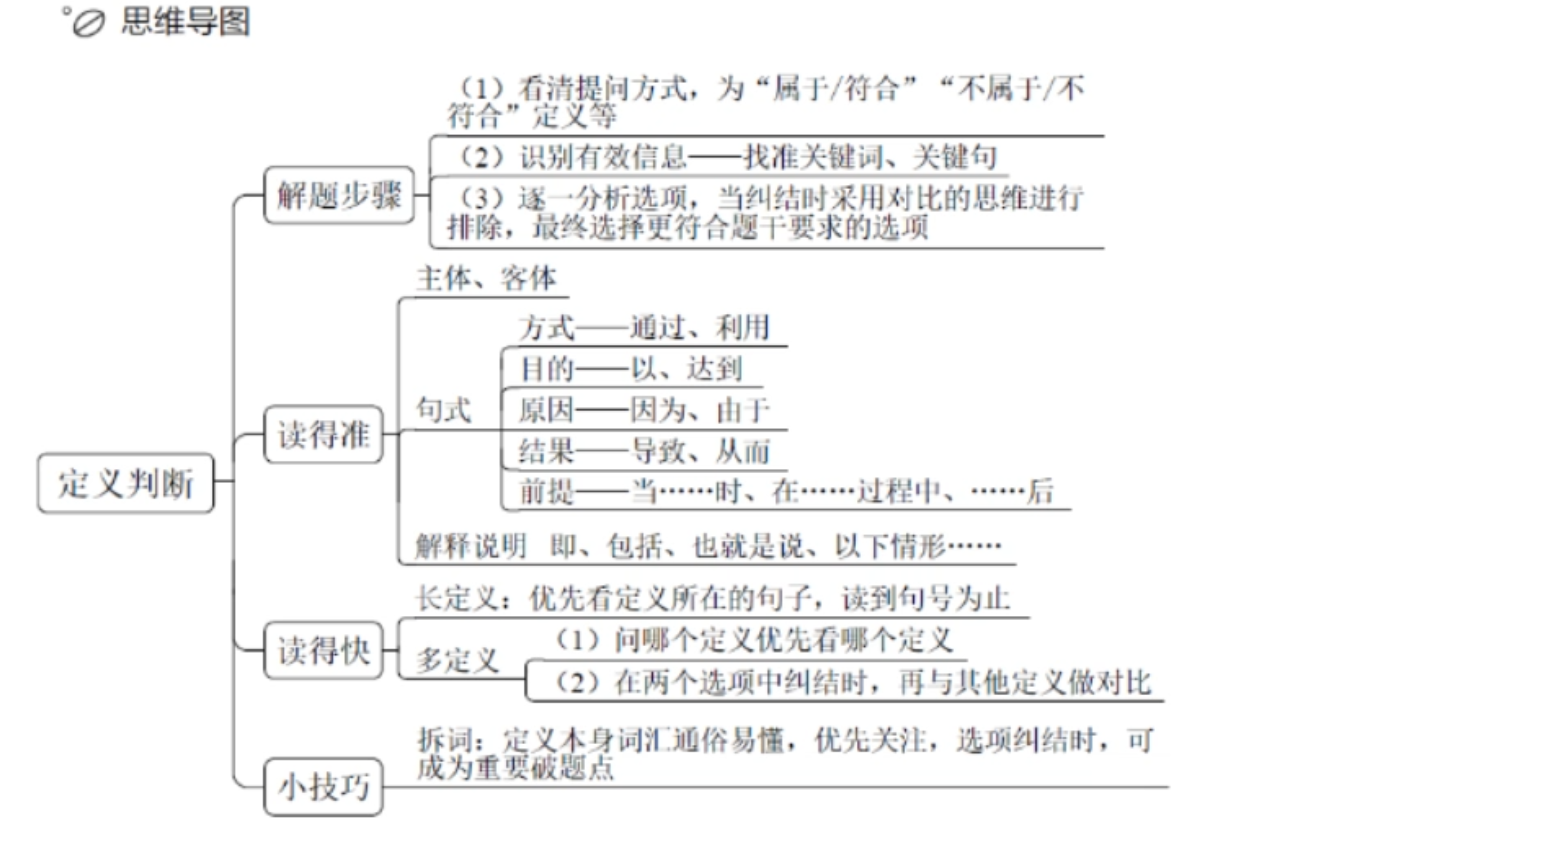 思维导图
(1)看清提问方式，为“属于/符合”“不属于/不
符合”定义等
(2)识别有效信息——找准关键词、关键句
解题步骤
(3)逐一分析选项，当纠结时采用对比的思维进行
排除，最终选择更符合题干要求的选项
主体、客体
方式——通过、利用
目的——以、达到
句式
原因——因为、由于
读得准
结果——导致、从而
定义判断
前提——当……时、在……过程中、……后
解释说明 即、包括、也就是说、以下情形……
长定义：优先看定义所在的句子，读到句号为止
读得快
多定义
(1)问哪个定义优先看哪个定义
(2)在两个选项中纠结时，再与其他定义做对比
拆词：定义本身词汇通俗易懂，优先关注，选项纠结时，可
成为重要破题点
小技巧